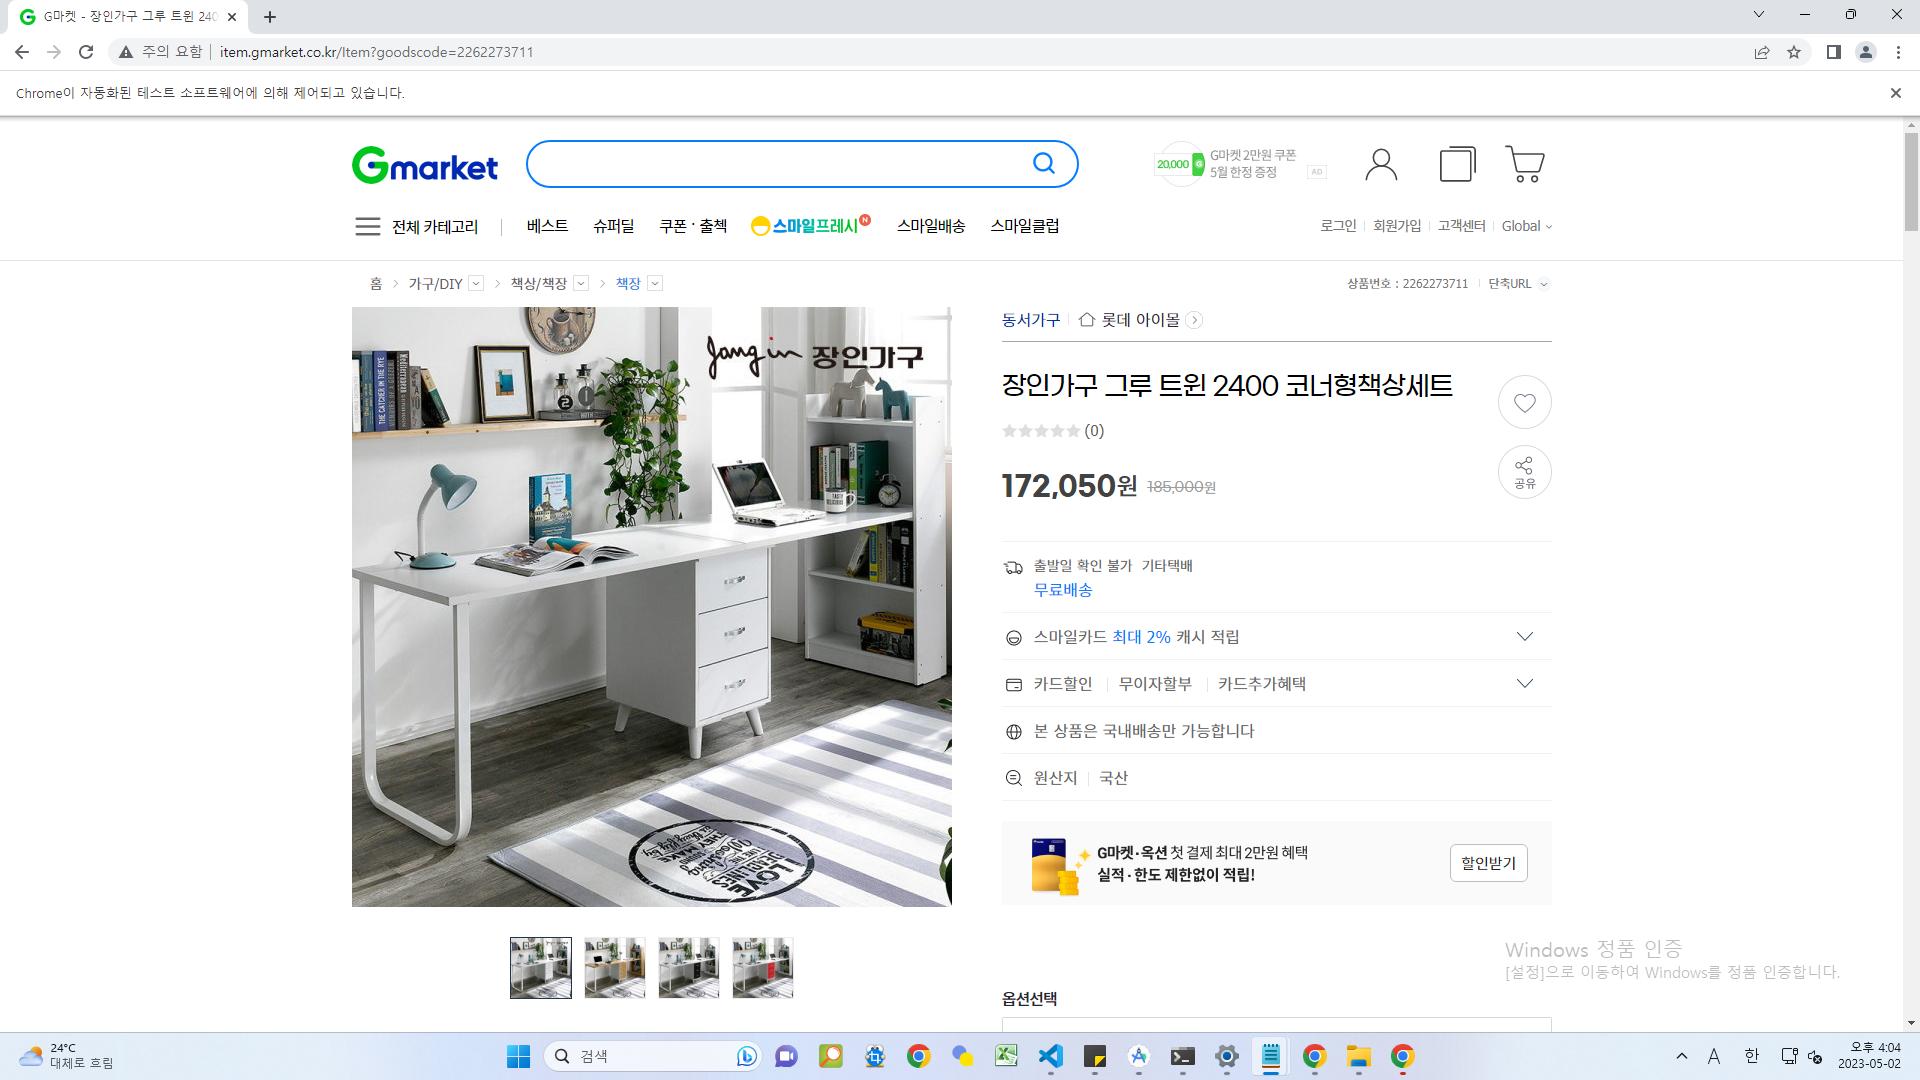 G마켓 - 장인가구 그루 트윈 240
주의 요함
item.gmarket.co.kr/Item?goodscode=2262273711
Chrome이 자동화된 테스트 소프트웨어에 의해 제어되고 있습니다.
Gmarket
20,000
G마켓 2만원 쿠폰
5월 한정 증정
AD
전체 카테고리
베스트
슈퍼딜
쿠폰·출첵
스마일프레시
N
스마일배송
스마일클럽
로그인
회원가입
고객센터
Global
홈
가구/DIY
책상/책장
책장
상품번호 : 2262273711
단축URL
Jangin 장인가구
THE CATCHER IN THE RYE
동서가구
롯데 아이몰
장인가구 그루 트윈 2400 코너형책상세트
(0)
172,050원
185,000원
공유
출발일 확인 불가 기타택배
무료배송
스마일카드 최대 2% 캐시 적립
카드할인
무이자할부
카드추가혜택
본 상품은 국내배송만 가능합니다
원산지
국산
G마켓·옥션 첫 결제 최대 2만원 혜택
실적·한도 제한없이 적립!
할인받기
Windows 정품 인증
[설정]으로 이동하여 Windows를 정품 인증합니다.
옵션선택
24°C
대체로 흐림
검색
A
한
오후 4:04
2023-05-02